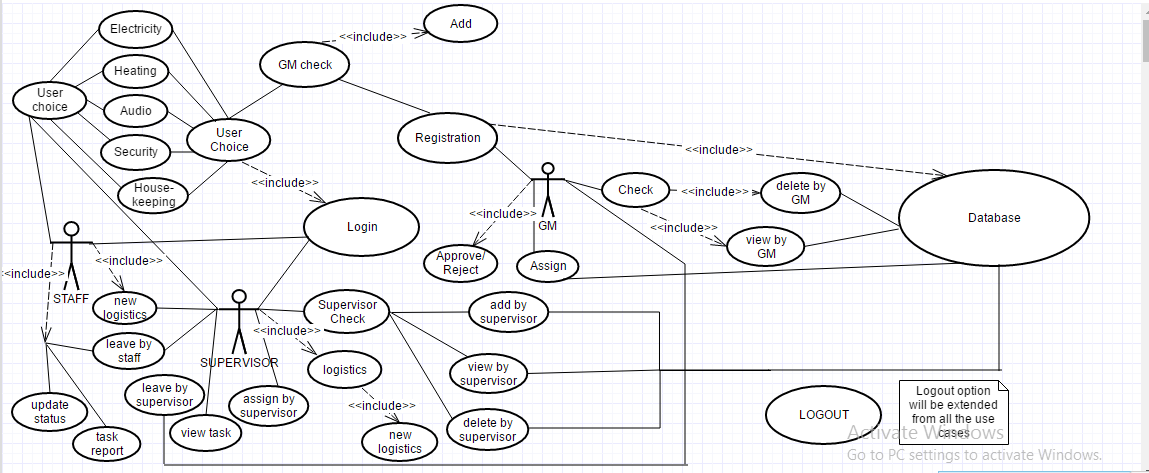 Electricity
<<include>>
Add
Heating
GM check
User
choice
Audio
User
Choice
Registration
Security
<<include>>
House-
keeping
<<include>>
Check
<<include>>
delete by
GM
Database
<<include>>
GM
<<include>>
Login
view by
GM
Approve/
Reject
Assign
<<include>>
<<include>>
STAFF
new
logistics
Supervisor
Check
add by
supervisor
<<include>>
leave by
staff
SUPERVISOR
logistics
view by
supervisor
leave by
supervisor
assign by
supervisor
<<include>>
update
status
task
report
view task
new
logistics
delete by
supervisor
LOGOUT
Logout option
will be extended
from all the use
cases
Activate Windows
Go to PC settings to activate Windows.